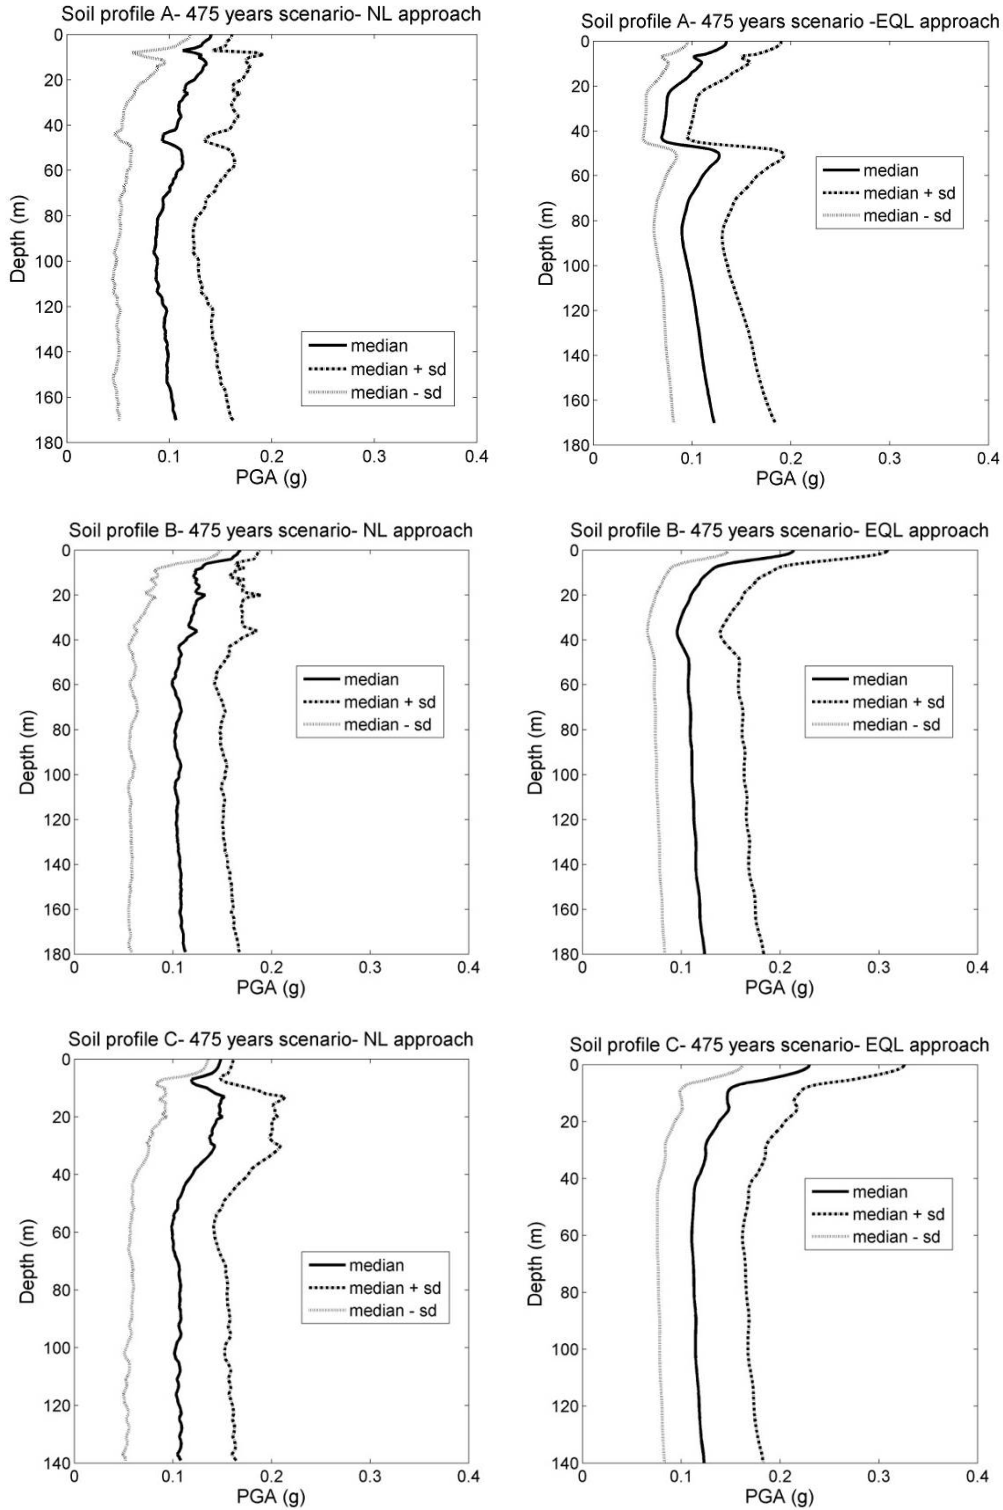 Soil profile A- 475 years scenario- NL approach
0
20
40
60
80
100
120
140
160
180
Depth (m)
median
median + sd
median - sd
0 0.1 0.2 0.3 0.4
PGA (g)
Soil profile A- 475 years scenario -EQL approach
0
20
40
60
80
100
120
140
160
180
Depth (m)
median
median + sd
median - sd
0 0.1 0.2 0.3 0.4
PGA (g)
Soil profile B- 475 years scenario- NL approach
0
20
40
60
80
100
120
140
160
180
Depth (m)
median
median + sd
median - sd
0 0.1 0.2 0.3 0.4
PGA (g)
Soil profile B- 475 years scenario- EQL approach
0
20
40
60
80
100
120
140
160
180
Depth (m)
median
median + sd
median - sd
0 0.1 0.2 0.3 0.4
PGA (g)
Soil profile C- 475 years scenario- NL approach
0
20
40
60
80
100
120
140
Depth (m)
median
median + sd
median - sd
0 0.1 0.2 0.3 0.4
PGA (g)
Soil profile C- 475 years scenario- EQL approach
0
20
40
60
80
100
120
140
Depth (m)
median
median + sd
median - sd
0 0.1 0.2 0.3 0.4
PGA (g)